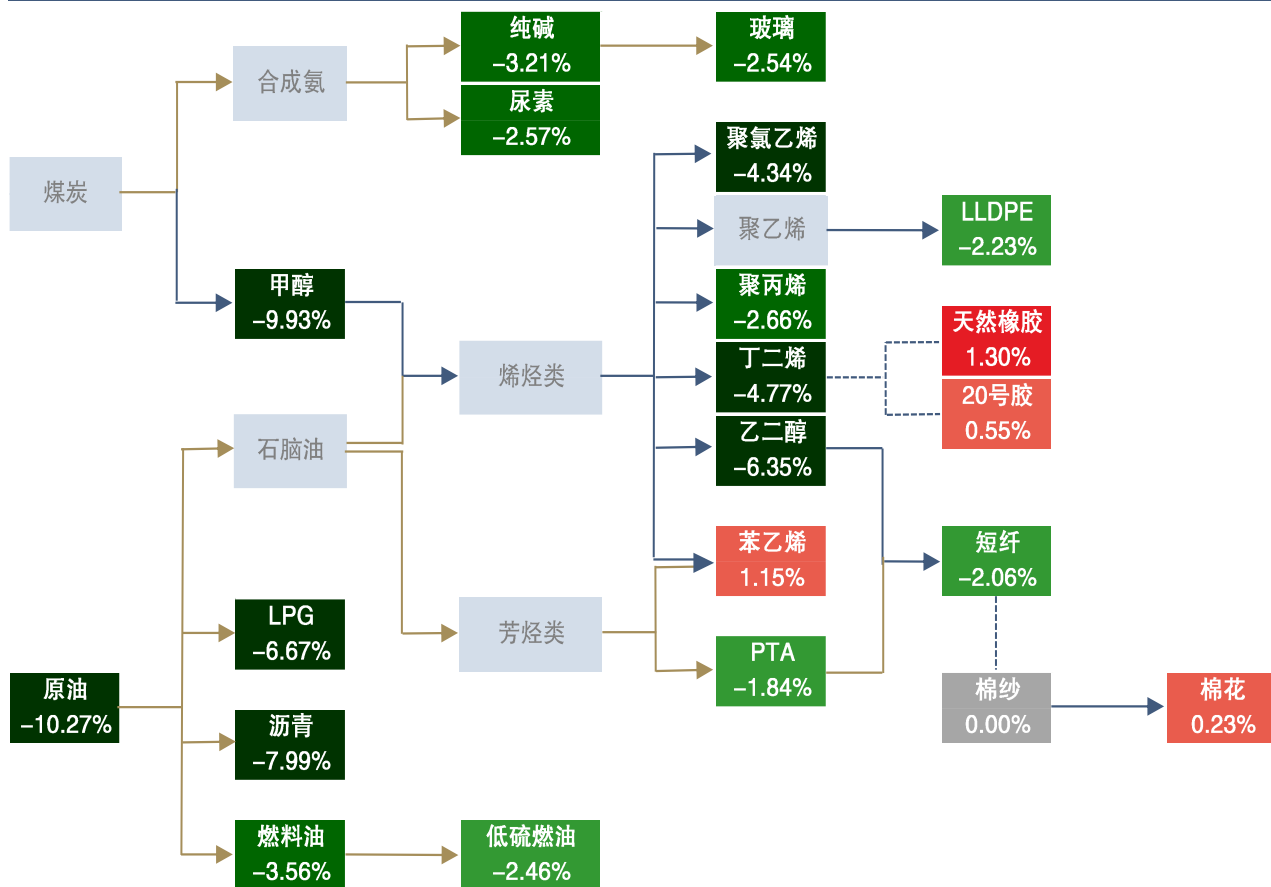 纯碱
-3.21%
玻璃
-2.54%
合成氨
尿素
-2.57%
聚氯乙烯
-4.34%
煤炭
聚乙烯
LLDPE
-2.23%
甲醇
-9.93%
聚丙烯
-2.66%
天然橡胶
1.30%
烯烃类
丁二烯
-4.77%
20号胶
0.55%
石脑油
乙二醇
-6.35%
苯乙烯
1.15%
短纤
-2.06%
LPG
-6.67%
芳烃类
PTA
-1.84%
原油
-10.27%
棉纱
0.00%
棉花
0.23%
沥青
-7.99%
燃料油
-3.56%
低硫燃油
-2.46%